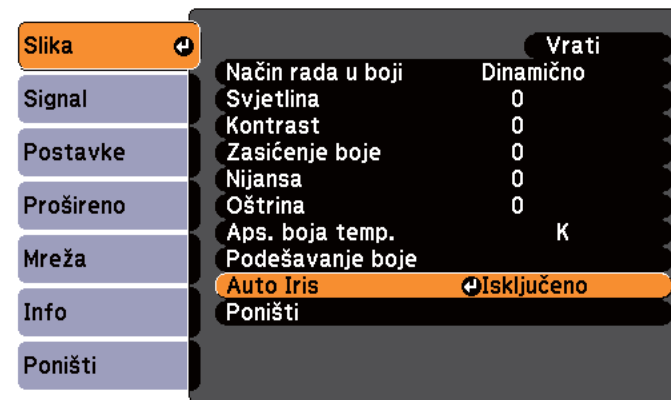 Slika
Signal
Postavke
Prošireno
Mreža
Info
Poništi
Vrati
Način rada u boji Dinamično
Svjetlina 0
Kontrast 0
Zasićenje boje 0
Nijansa 0
Oštrina 0
Aps. boja temp. K
Podešavanje boje
Auto Iris Isključeno
Poništi